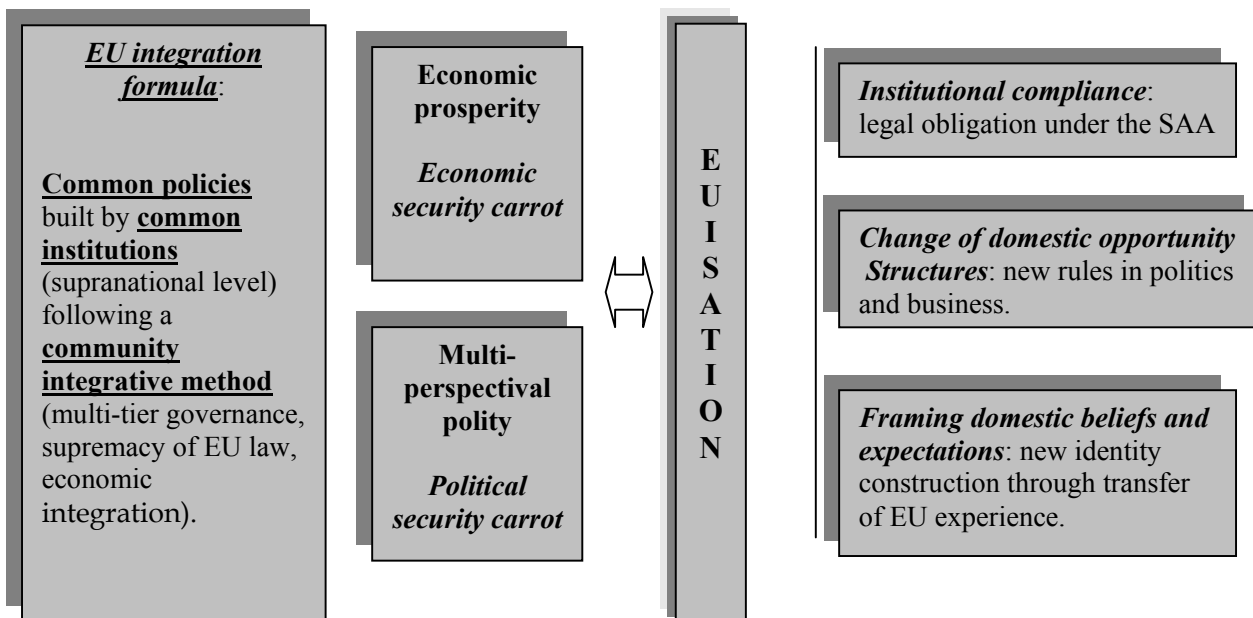 EU integration
formula:
Common policies
built by common
institutions
(supranational level)
following a
community
integrative method
(multi-tier governance,
supremacy of EU law,
economic
integration).
Economic
prosperity
Economic
security carrot
Multi-
perspectival
polity
Political
security carrot
E
U
I
S
A
T
I
O
N
Institutional compliance:
legal obligation under the SAA
Change of domestic opportunity
Structures: new rules in politics
and business.
Framing domestic beliefs and
expectations: new identity
construction through transfer
of EU experience.